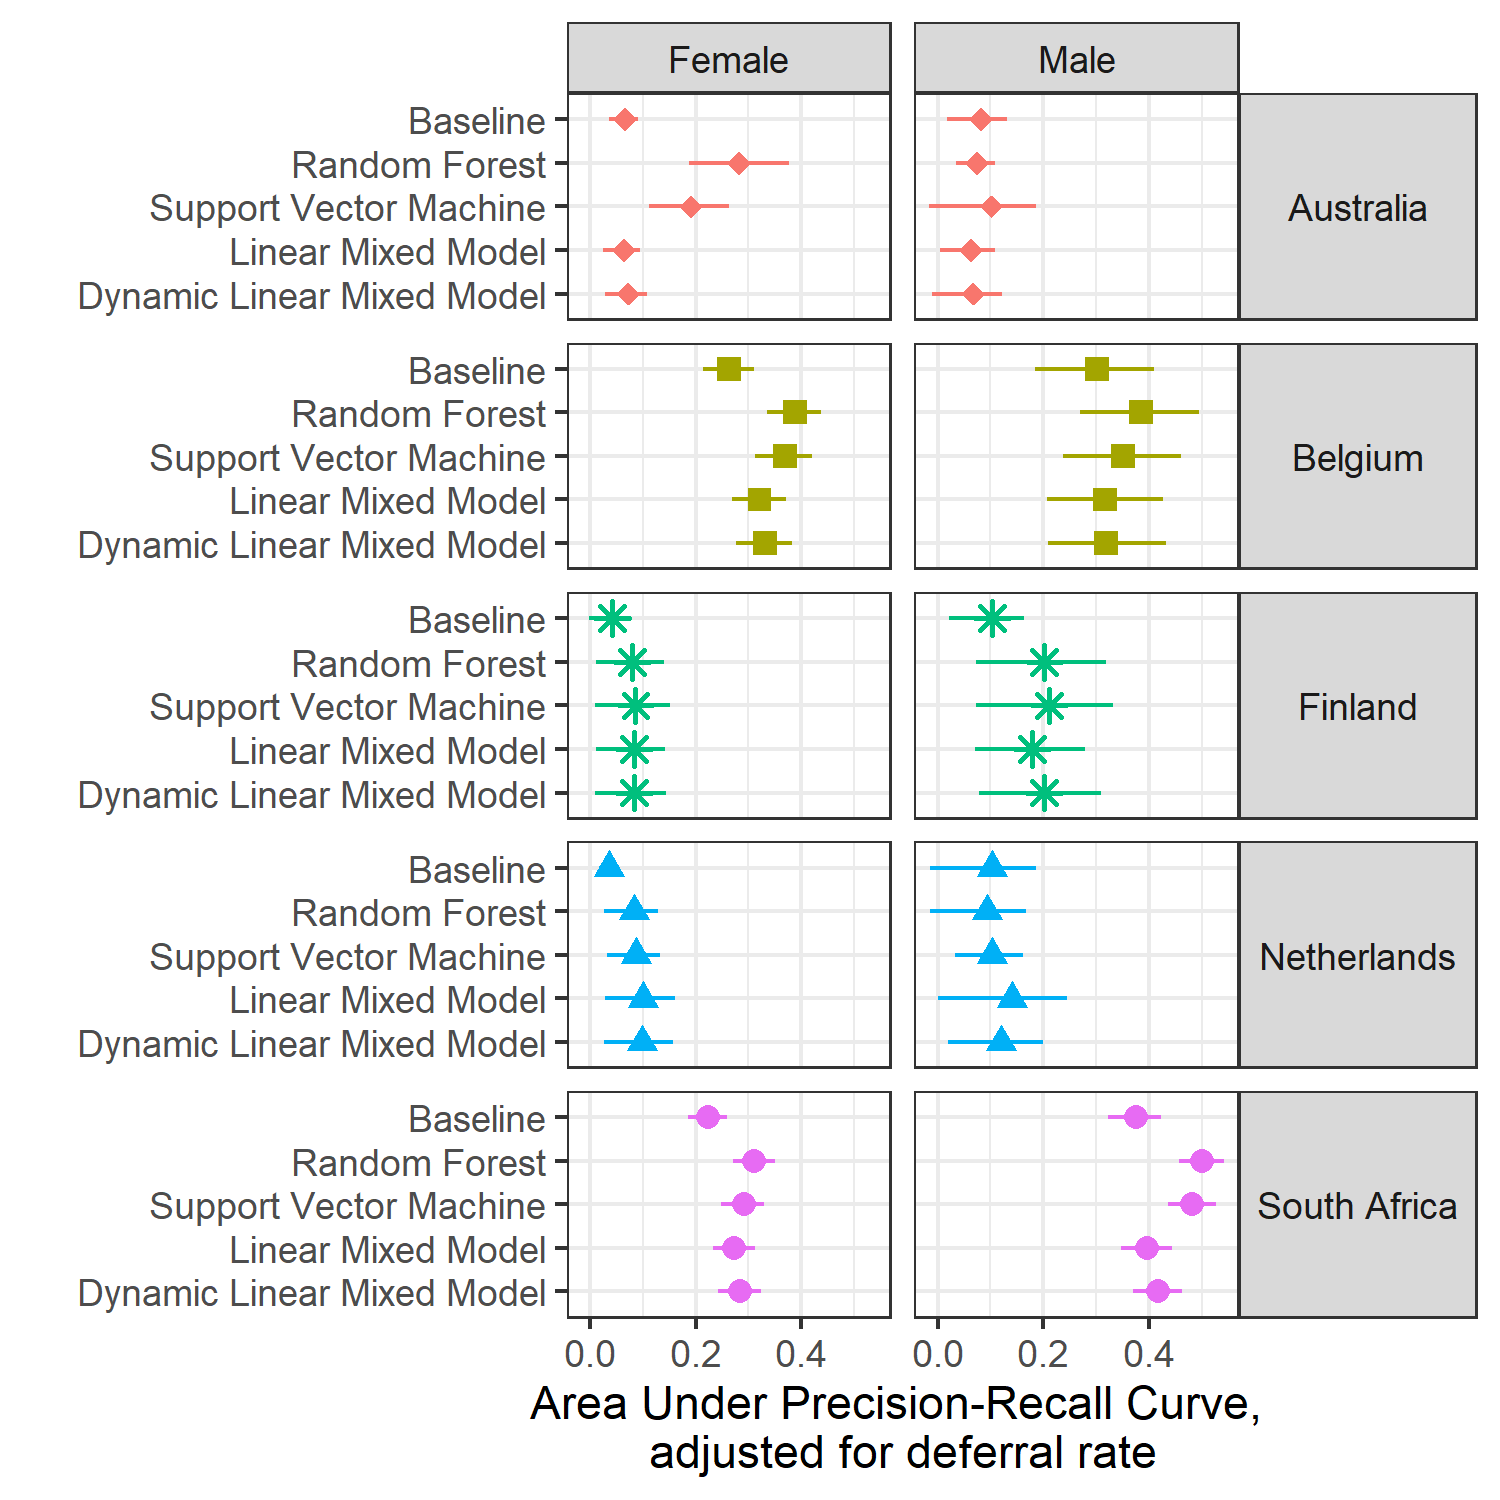 Female
Male
Baseline
Random Forest
Support Vector Machine
Linear Mixed Model
Dynamic Linear Mixed Model
Australia
Baseline
Random Forest
Support Vector Machine
Linear Mixed Model
Dynamic Linear Mixed Model
Belgium
Baseline
Random Forest
Support Vector Machine
Linear Mixed Model
Dynamic Linear Mixed Model
Finland
Baseline
Random Forest
Support Vector Machine
Linear Mixed Model
Dynamic Linear Mixed Model
Netherlands
Baseline
Random Forest
Support Vector Machine
Linear Mixed Model
Dynamic Linear Mixed Model
South Africa
0.0 0.2 0.4
0.0 0.2 0.4
Area Under Precision-Recall Curve,
adjusted for deferral rate